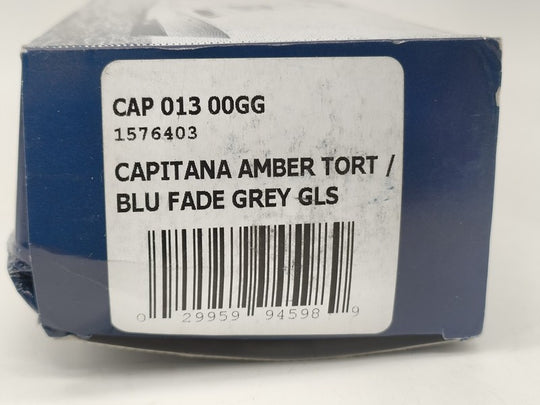 CAP 013 00GG
1576403
CAPITANA AMBER TORT /
BLU FADE GREY GLS
0 29959 94598 9